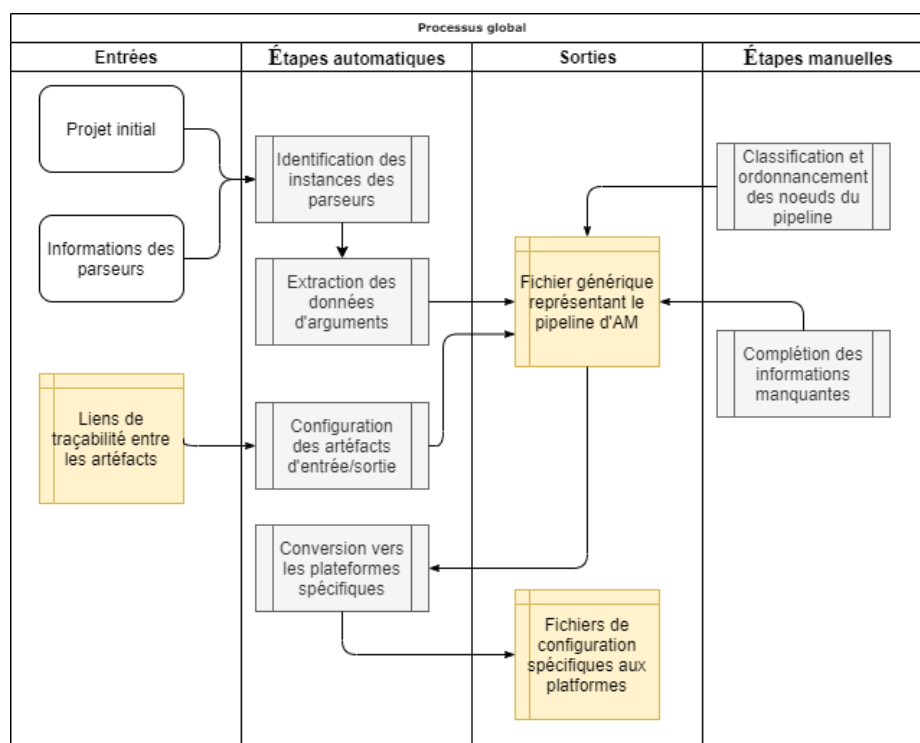 Processus global
Entrées
Étapes automatiques
Sorties
Étapes manuelles
Projet initial
Informations des
parseurs
Liens de
traçabilité entre
les artéfacts
Identification des
instances des
parseurs
Extraction des
données
d'arguments
Configuration
des artéfacts
d'entrée/sortie
Conversion vers
les plateformes
spécifiques
Fichier générique
représentant le
pipeline d'AM
Fichiers de
configuration
spécifiques aux
platformes
Classification et
ordonnancement
des noeuds du
pipeline
Complétion des
informations
manquantes